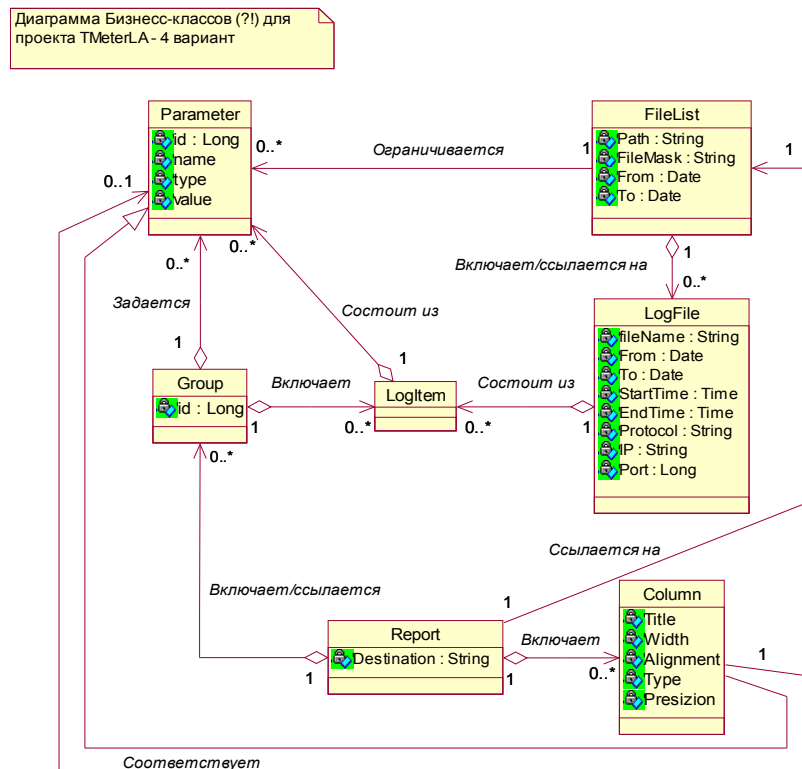 Диаграмма Бизнесс-классов (?!) для
проекта TMeterLA - 4 вариант
Parameter
id : Long
name
type
value
FileList
Path : String
FileMask : String
From : Date
To : Date
0..*
Ограничивается
1
1
0..1
0..*
0..*
Включает/ссылается на
1
0..*
Задается
Состоит из
LogFile
fileName : String
From : Date
To : Date
StartTime : Time
EndTime : Time
Protocol : String
IP : String
Port : Long
1
1
Group
id : Long
Включает
LogItem
Состоит из
1
0..*
0..*
1
0..*
Ссылается на
Включает/ссылается
1
Report
Destination : String
Включает
1
1
0..*
Column
Title
Width
Alignment
Type
Presizion
1
Соответствует